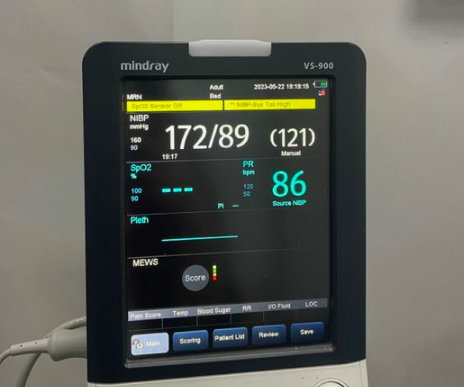 mindray VS-900
Adult 2023-05-22 19:19:15
MRN Bed
SpO2 Sensor Off ** NIBP-Sys Too High
NIBP
mmHg
160
90
172/89 (121)
19:17 Manual
SpO2 PR
% bpm
100 --- 120 86
90 50
PI --- Source NIBP
Pleth
MEWS
Score
Pain Score Temp Blood Sugar RR I/O Fluid LOC
Main Scoring Patient List Review Save